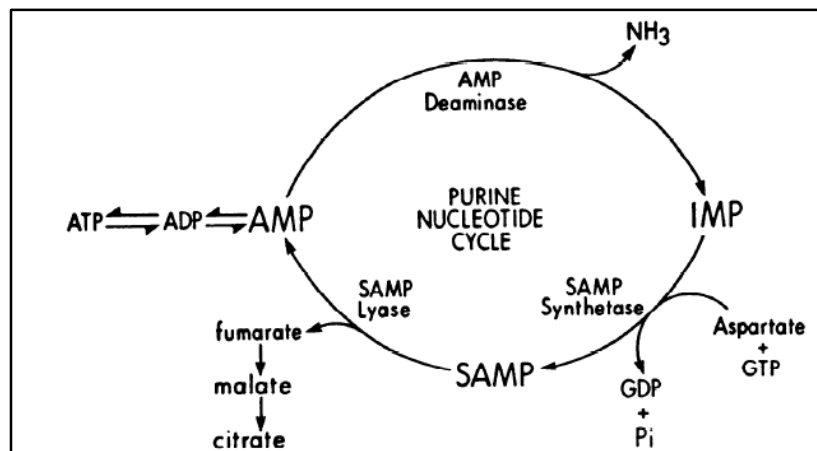 NH3
AMP
Deaminase
PURINE
NUCLEOTIDE
CYCLE
ATP ADP AMP
IMP
SAMP
Lyase
SAMP
Synthetase
Aspartate
+
GTP
fumarate
malate
citrate
SAMP
GDP
+
Pi